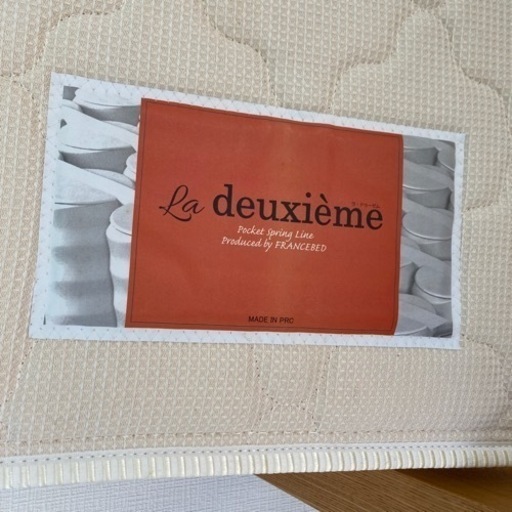 La deuxième
Pocket Spring Line
Produced by FRANCEBED
MADE IN PRC